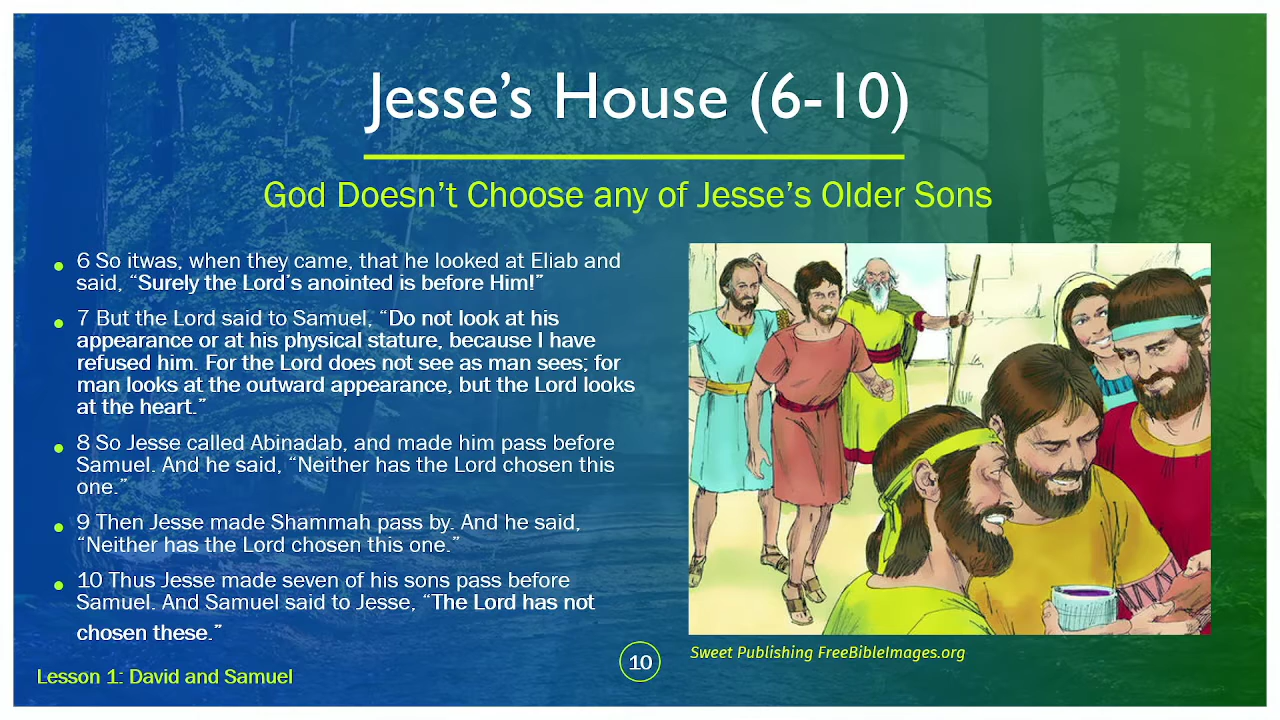 Jesse’s House (6-10)
God Doesn’t Choose any of Jesse’s Older Sons
• 6 So itwas, when they came, that he looked at Eliab and
said, “Surely the Lord’s anointed is before Him!”
• 7 But the Lord said to Samuel, “Do not look at his
appearance or at his physical stature, because I have
refused him. For the Lord does not see as man sees; for
man looks at the outward appearance, but the Lord looks
at the heart.”
• 8 So Jesse called Abinadab, and made him pass before
Samuel. And he said, “Neither has the Lord chosen this
one.”
• 9 Then Jesse made Shammah pass by. And he said,
“Neither has the Lord chosen this one.”
• 10 Thus Jesse made seven of his sons pass before
Samuel. And Samuel said to Jesse, “The Lord has not
chosen these.”
Sweet Publishing FreeBibleImages.org
10
Lesson 1: David and Samuel